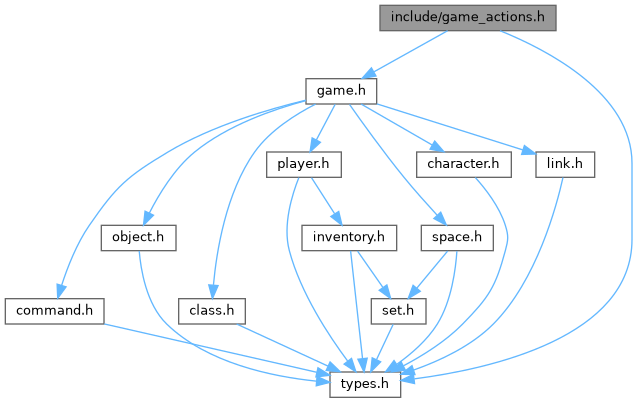 include/game_actions.h
game.h
player.h
character.h
link.h
object.h
inventory.h
space.h
command.h
class.h
set.h
types.h